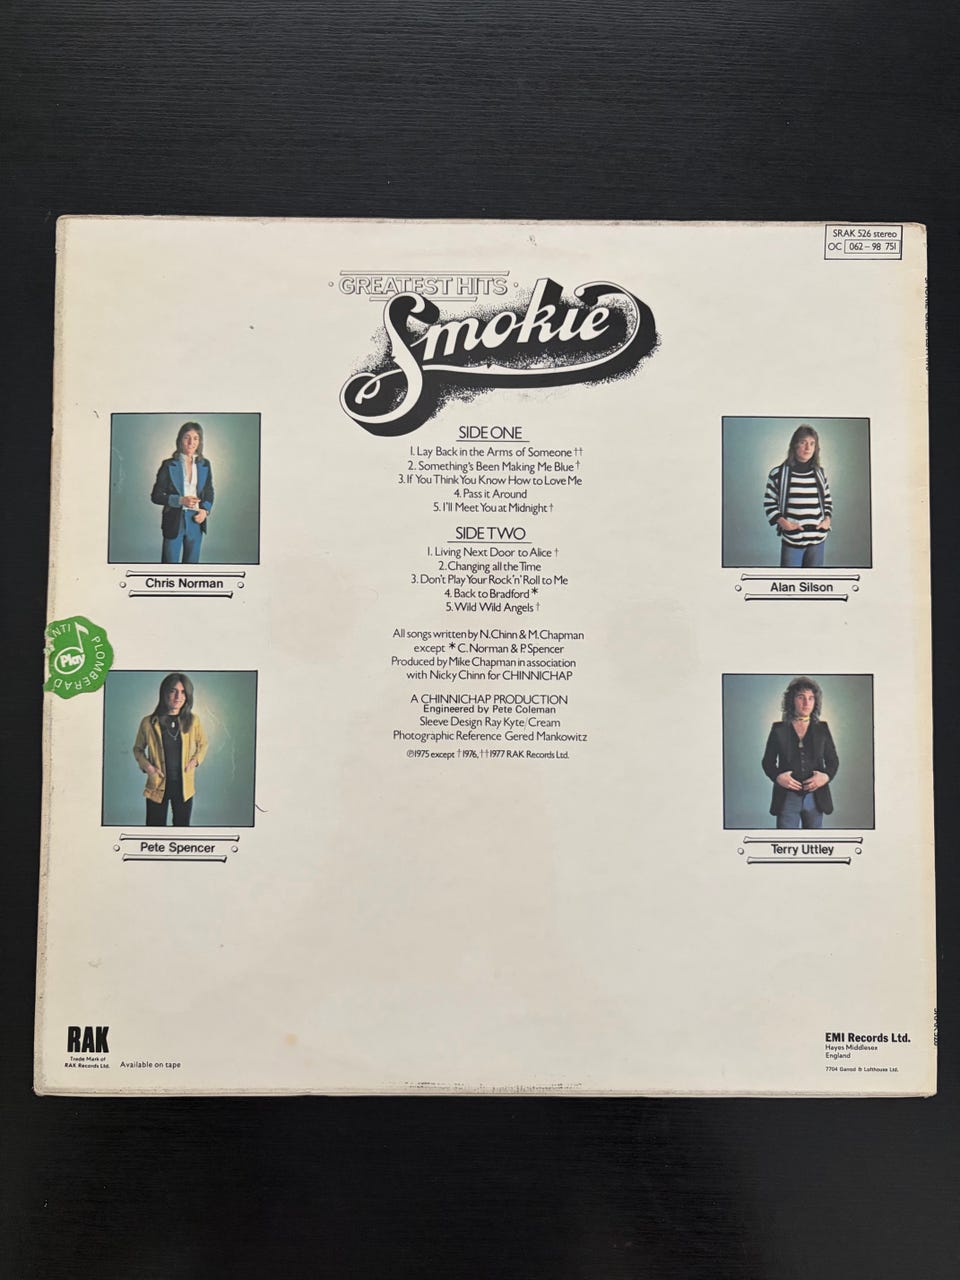 SRAK 526 stereo
OC 062-98 751
· GREATEST HITS ·
Smokie
SIDE ONE
1. Lay Back in the Arms of Someone ††
2. Something's Been Making Me Blue †
3. If You Think You Know How to Love Me
4. Pass it Around
5. I'll Meet You at Midnight †
SIDE TWO
1. Living Next Door to Alice †
2. Changing all the Time
3. Don't Play Your Rock'n' Roll to Me
4. Back to Bradford *
5. Wild Wild Angels †
All songs written by N.Chinn & M.Chapman
except * C. Norman & P. Spencer
Produced by Mike Chapman in association
with Nicky Chinn for CHINNICHAP
A CHINNICHAP PRODUCTION
Engineered by Pete Coleman
Sleeve Design Ray Kyte/Cream
Photographic Reference Gered Mankowitz
℗1975 except † 1976, †† 1977 RAK Records Ltd.
Chris Norman
Alan Silson
Play
PLOMBERAD
Pete Spencer
Terry Uttley
RAK
Trade Mark of
RAK Records Ltd.
Available on tape
EMI Records Ltd.
Hayes Middlesex
England
7704 Garrod & Lofthouse Ltd.